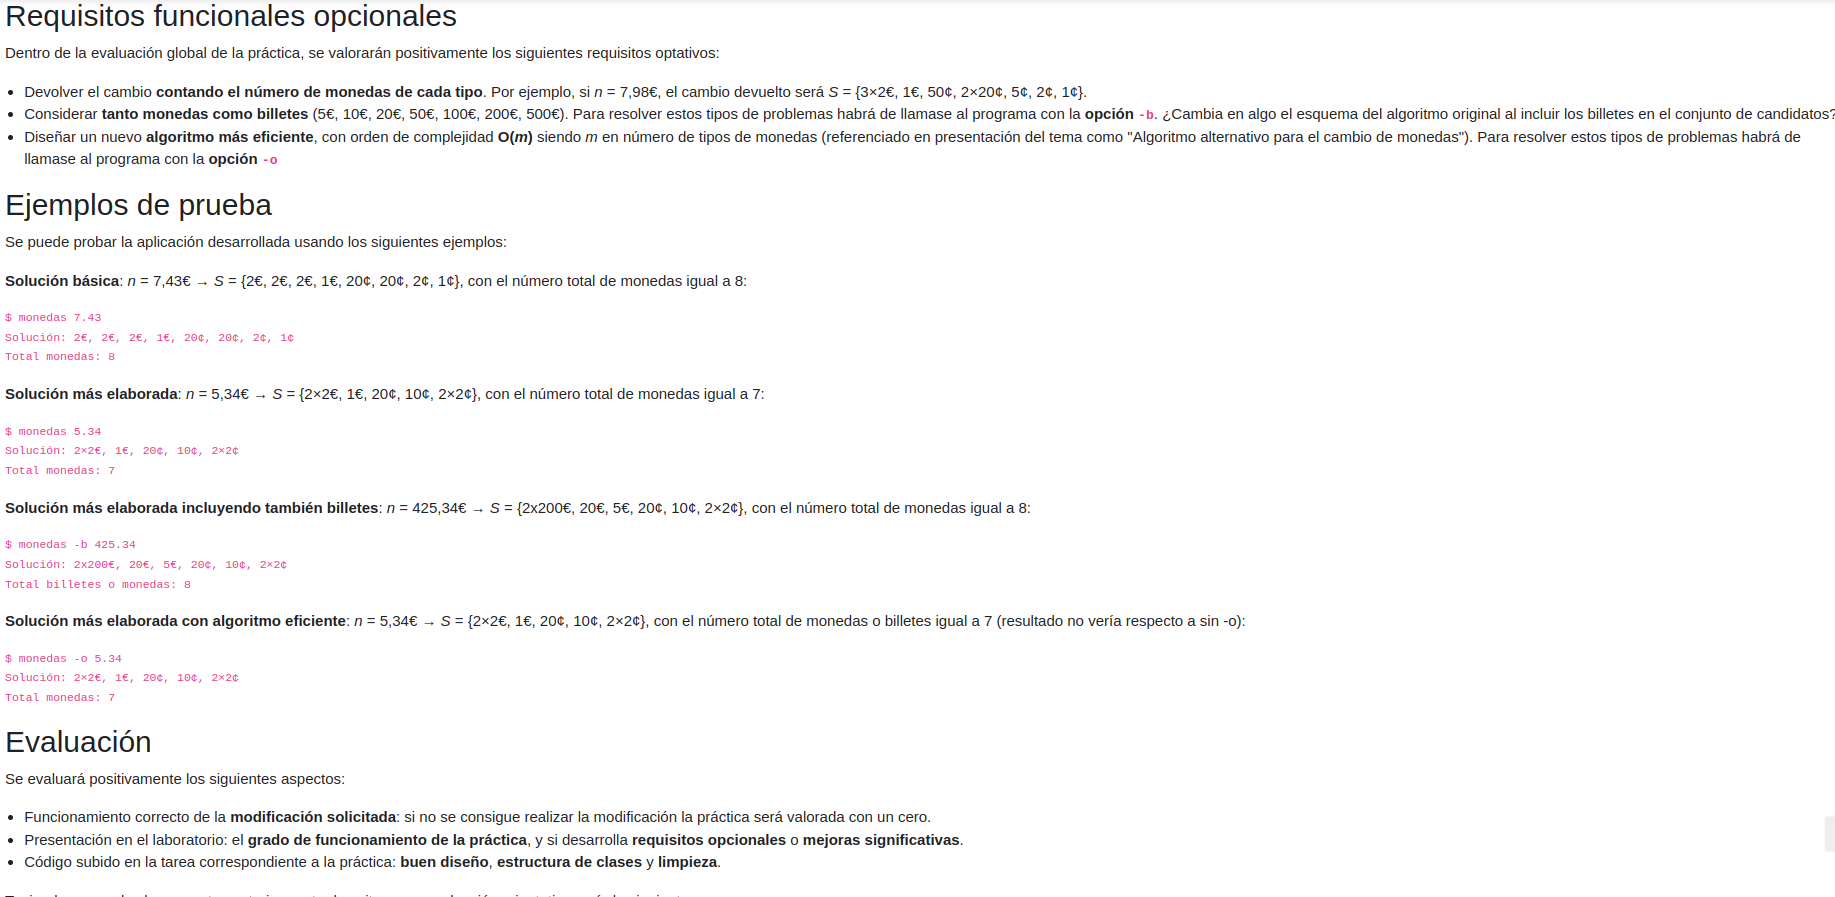 Requisitos funcionales opcionales
Dentro de la evaluación global de la práctica, se valorarán positivamente los siguientes requisitos optativos:
• Devolver el cambio contando el número de monedas de cada tipo. Por ejemplo, si n = 7,98€, el cambio devuelto será S = {3×2€, 1€, 50¢, 2×20¢, 5¢, 2¢, 1¢}.
• Considerar tanto monedas como billetes (5€, 10€, 20€, 50€, 100€, 200€, 500€). Para resolver estos tipos de problemas habrá de llamase al programa con la opción -b. ¿Cambia en algo el esquema del algoritmo original al incluir los billetes en el conjunto de candidatos?
• Diseñar un nuevo algoritmo más eficiente, con orden de complejidad O(m) siendo m en número de tipos de monedas (referenciado en presentación del tema como "Algoritmo alternativo para el cambio de monedas"). Para resolver estos tipos de problemas habrá de
llamase al programa con la opción -o
Ejemplos de prueba
Se puede probar la aplicación desarrollada usando los siguientes ejemplos:
Solución básica: n = 7,43€ → S = {2€, 2€, 2€, 1€, 20¢, 20¢, 2¢, 1¢}, con el número total de monedas igual a 8:
$ monedas 7.43
Solución: 2€, 2€, 2€, 1€, 20¢, 20¢, 2¢, 1¢
Total monedas: 8
Solución más elaborada: n = 5,34€ → S = {2×2€, 1€, 20¢, 10¢, 2×2¢}, con el número total de monedas igual a 7:
$ monedas 5.34
Solución: 2×2€, 1€, 20¢, 10¢, 2×2¢
Total monedas: 7
Solución más elaborada incluyendo también billetes: n = 425,34€ → S = {2x200€, 20€, 5€, 20¢, 10¢, 2×2¢}, con el número total de monedas igual a 8:
$ monedas -b 425.34
Solución: 2x200€, 20€, 5€, 20¢, 10¢, 2×2¢
Total billetes o monedas: 8
Solución más elaborada con algoritmo eficiente: n = 5,34€ → S = {2×2€, 1€, 20¢, 10¢, 2×2¢}, con el número total de monedas o billetes igual a 7 (resultado no vería respecto a sin -o):
$ monedas -o 5.34
Solución: 2×2€, 1€, 20¢, 10¢, 2×2¢
Total monedas: 7
Evaluación
Se evaluará positivamente los siguientes aspectos:
• Funcionamiento correcto de la modificación solicitada: si no se consigue realizar la modificación la práctica será valorada con un cero.
• Presentación en el laboratorio: el grado de funcionamiento de la práctica, y si desarrolla requisitos opcionales o mejoras significativas.
• Código subido en la tarea correspondiente a la práctica: buen diseño, estructura de clases y limpieza.